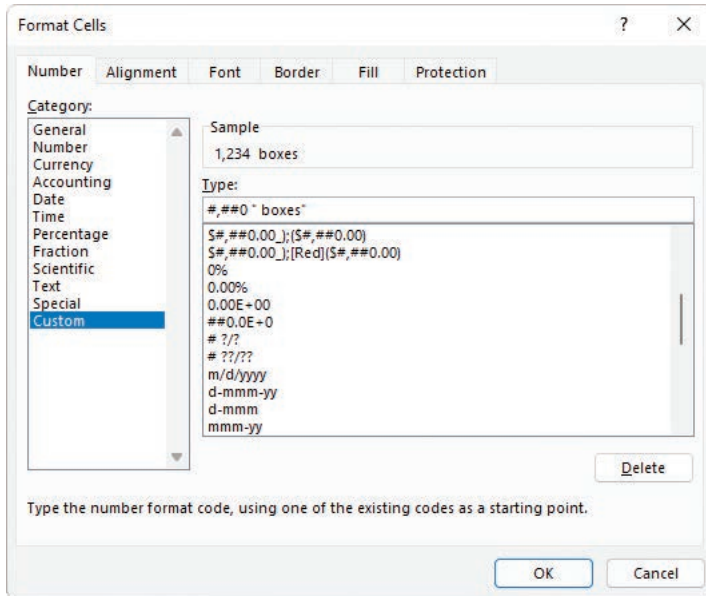 Format Cells ? ×
Number Alignment Font Border Fill Protection
Category:
General
Number
Currency
Accounting
Date
Time
Percentage
Fraction
Scientific
Text
Special
Custom
Sample
1,234  boxes
Type:
#,##0 " boxes"
$#,##0.00_);($#,##0.00)
$#,##0.00_);[Red]($#,##0.00)
0%
0.00%
0.00E+00
##0.0E+0
# ?/?
# ??/??
m/d/yyyy
d-mmm-yy
d-mmm
mmm-yy
Delete
Type the number format code, using one of the existing codes as a starting point.
OK Cancel